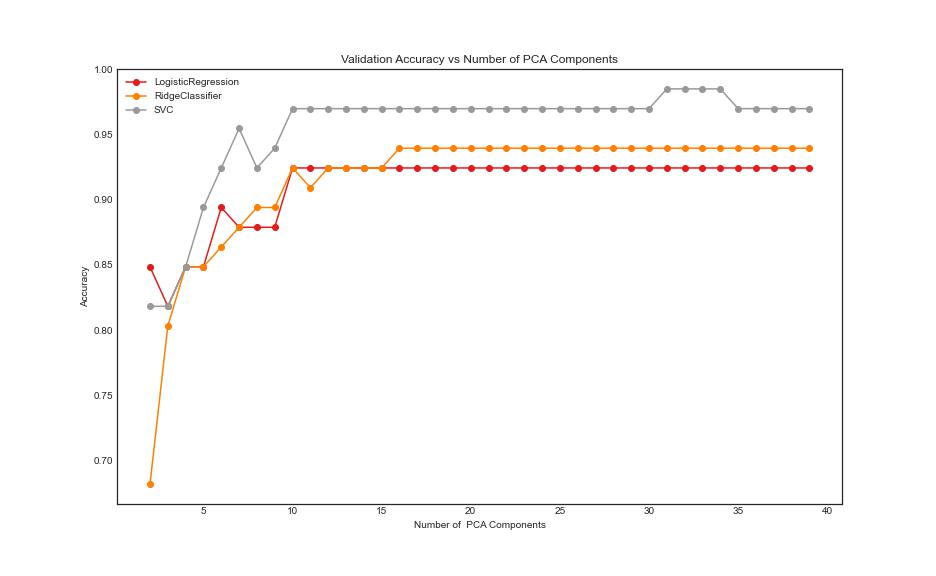 Validation Accuracy vs Number of PCA Components
1.00
LogisticRegression
RidgeClassifier
SVC
0.95
0.90
0.85
0.80
0.75
0.70
Accuracy
5 10 15 20 25 30 35 40
Number of  PCA Components